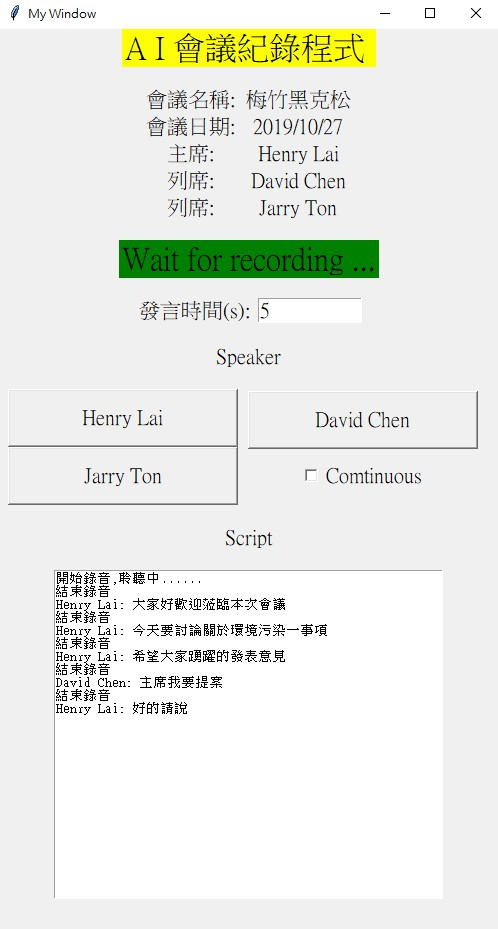 My Window
AI會議紀錄程式
會議名稱: 梅竹黑克松
會議日期: 2019/10/27
主席: Henry Lai
列席: David Chen
列席: Jarry Ton
Wait for recording ...
發言時間(s): 5
Speaker
Henry Lai
David Chen
Jarry Ton
Comtinuous
Script
開始錄音,聆聽中......
結束錄音
Henry Lai: 大家好歡迎蒞臨本次會議
結束錄音
Henry Lai: 今天要討論關於環境污染一事項
結束錄音
Henry Lai: 希望大家踴躍的發表意見
結束錄音
David Chen: 主席我要提案
結束錄音
Henry Lai: 好的請說